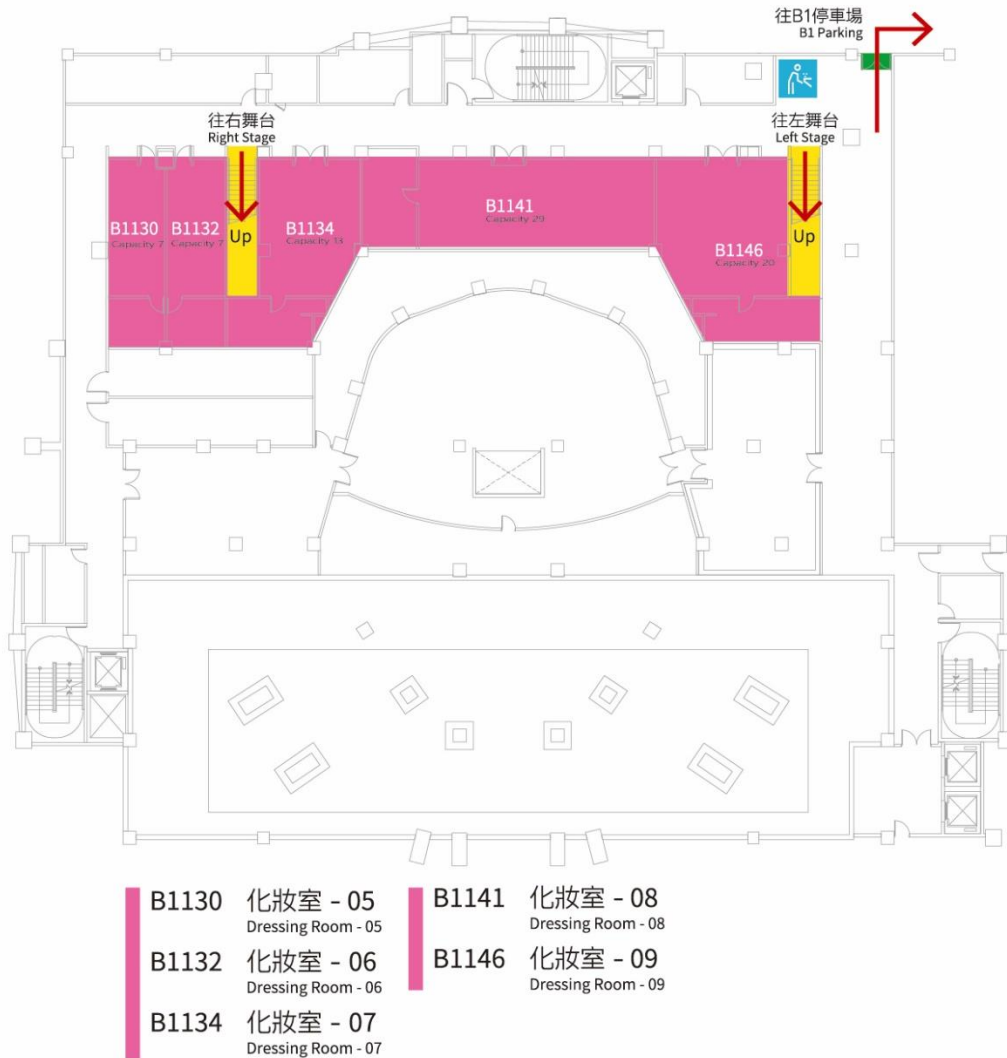 往B1停車場
B1 Parking
往右舞台
Right Stage
往左舞台
Left Stage
B1130
Capacity 7
B1132
Capacity 7
Up
B1134
Capacity 13
B1141
Capacity 29
B1146
Capacity 20
Up
B1130 化妝室 - 05
Dressing Room - 05
B1132 化妝室 - 06
Dressing Room - 06
B1134 化妝室 - 07
Dressing Room - 07
B1141 化妝室 - 08
Dressing Room - 08
B1146 化妝室 - 09
Dressing Room - 09